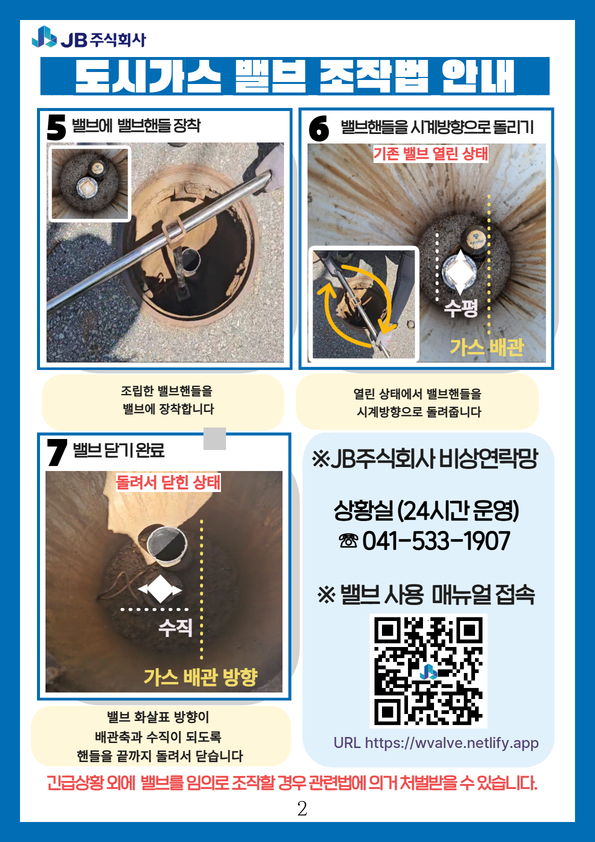 JB주식회사
도시가스 밸브 조작법 안내
5 밸브에 밸브핸들 장착
조립한 밸브핸들을
밸브에 장착합니다
6 밸브핸들을 시계방향으로 돌리기
기존 밸브 열린 상태
수평
가스 배관
열린 상태에서 밸브핸들을
시계방향으로 돌려줍니다
7 밸브 닫기 완료
돌려서 닫힌 상태
수직
가스 배관 방향
밸브 화살표 방향이
배관축과 수직이 되도록
핸들을 끝까지 돌려서 닫습니다
※JB주식회사 비상연락망
상황실 (24시간 운영)
☏ 041-533-1907
※ 밸브 사용 매뉴얼 접속
URL https://wvalve.netlify.app
긴급상황 외에 밸브를 임의로 조작할 경우 관련법에 의거 처벌받을 수 있습니다.
2